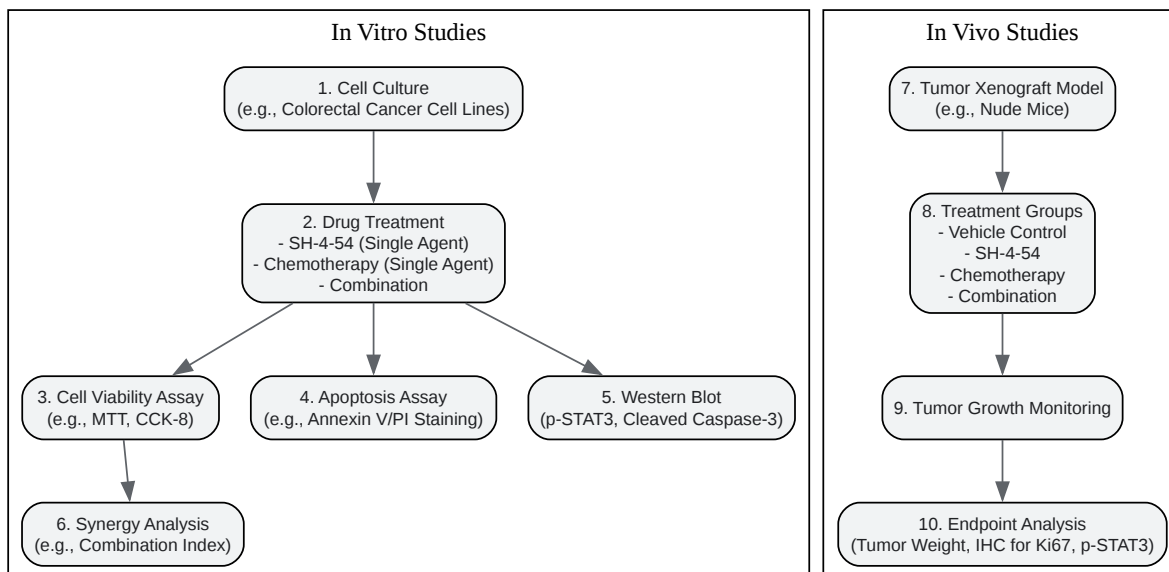 In Vitro Studies
1. Cell Culture
(e.g., Colorectal Cancer Cell Lines)
2. Drug Treatment
- SH-4-54 (Single Agent)
- Chemotherapy (Single Agent)
- Combination
3. Cell Viability Assay
(e.g., MTT, CCK-8)
4. Apoptosis Assay
(e.g., Annexin V/PI Staining)
5. Western Blot
(p-STAT3, Cleaved Caspase-3)
6. Synergy Analysis
(e.g., Combination Index)
In Vivo Studies
7. Tumor Xenograft Model
(e.g., Nude Mice)
8. Treatment Groups
- Vehicle Control
- SH-4-54
- Chemotherapy
- Combination
9. Tumor Growth Monitoring
10. Endpoint Analysis
(Tumor Weight, IHC for Ki67, p-STAT3)